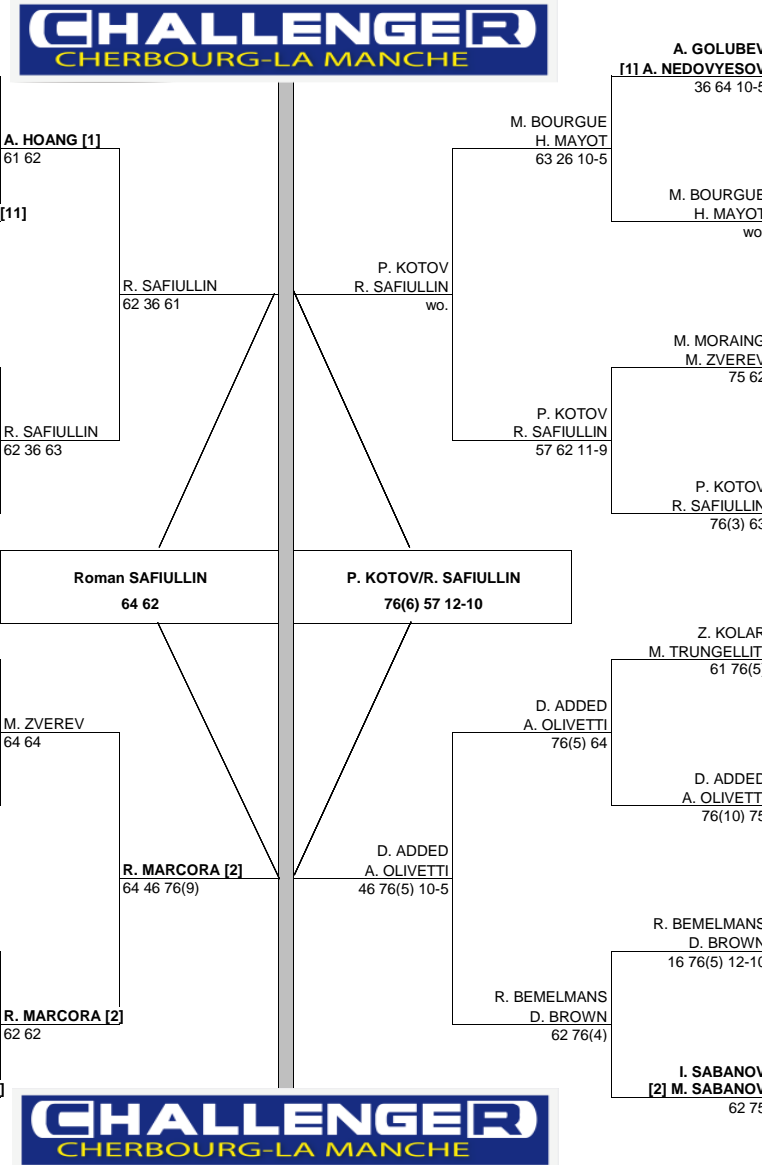 CHALLENGER
CHERBOURG-LA MANCHE
A. GOLUBEV
[1] A. NEDOVYESOV
36 64 10-5
M. BOURGUE
H. MAYOT
63 26 10-5
A. HOANG [1]
61 62
M. BOURGUE
H. MAYOT
wo
[11]
P. KOTOV
R. SAFIULLIN
wo.
R. SAFIULLIN
62 36 61
M. MORAING
M. ZVEREV
75 62
P. KOTOV
R. SAFIULLIN
57 62 11-9
R. SAFIULLIN
62 36 63
P. KOTOV
R. SAFIULLIN
76(3) 63
Roman SAFIULLIN
64 62
P. KOTOV/R. SAFIULLIN
76(6) 57 12-10
Z. KOLAR
M. TRUNGELLIT
61 76(5)
D. ADDED
A. OLIVETTI
76(5) 64
M. ZVEREV
64 64
D. ADDED
A. OLIVETT
76(10) 75
D. ADDED
A. OLIVETTI
46 76(5) 10-5
R. MARCORA [2]
64 46 76(9)
R. BEMELMANS
D. BROWN
16 76(5) 12-10
R. BEMELMANS
D. BROWN
62 76(4)
R. MARCORA [2]
62 62
I. SABANOV
[2] M. SABANOV
62 75
]
CHALLENGER
CHERBOURG-LA MANCHE